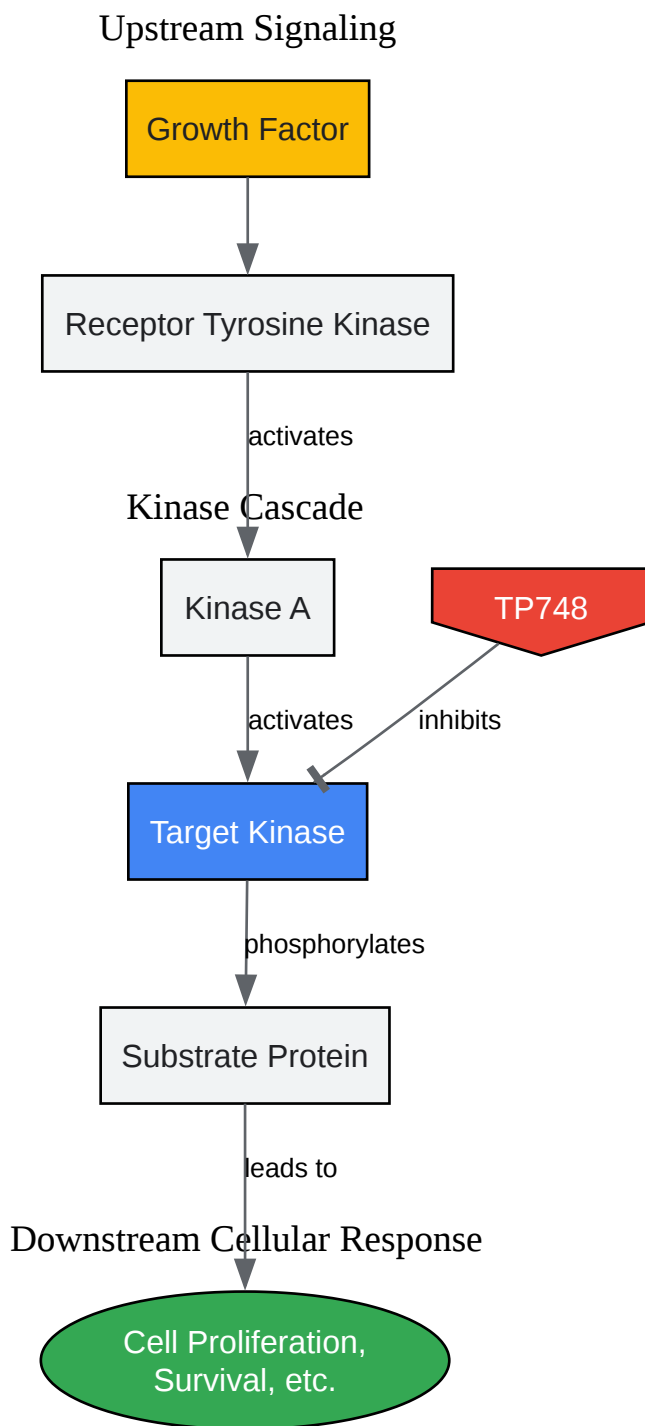 Upstream Signaling
Growth Factor
Receptor Tyrosine Kinase
activates
Kinase Cascade
Kinase A
TP748
activates
inhibits
Target Kinase
phosphorylates
Substrate Protein
leads to
Downstream Cellular Response
Cell Proliferation,
Survival, etc.